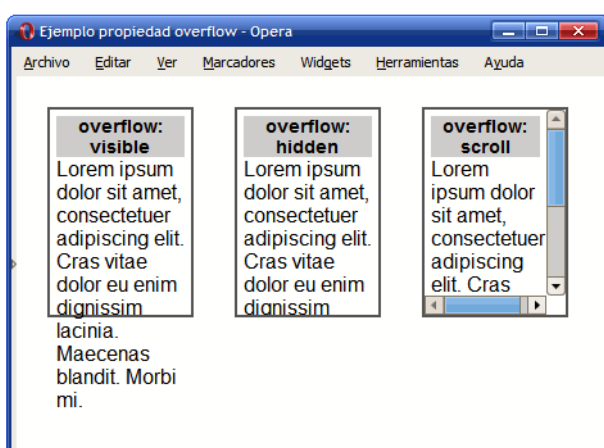 Ejemplo propiedad overflow - Opera
Archivo Editar Ver Marcadores Widgets Herramientas Ayuda
overflow:
visible
Lorem ipsum
dolor sit amet,
consectetuer
adipiscing elit.
Cras vitae
dolor eu enim
dignissim
lacinia.
Maecenas
blandit. Morbi
mi.
overflow:
hidden
Lorem ipsum
dolor sit amet,
consectetuer
adipiscing elit.
Cras vitae
dolor eu enim
dignissim
overflow:
scroll
Lorem
ipsum dolor
sit amet,
consectetuer
adipiscing
elit. Cras